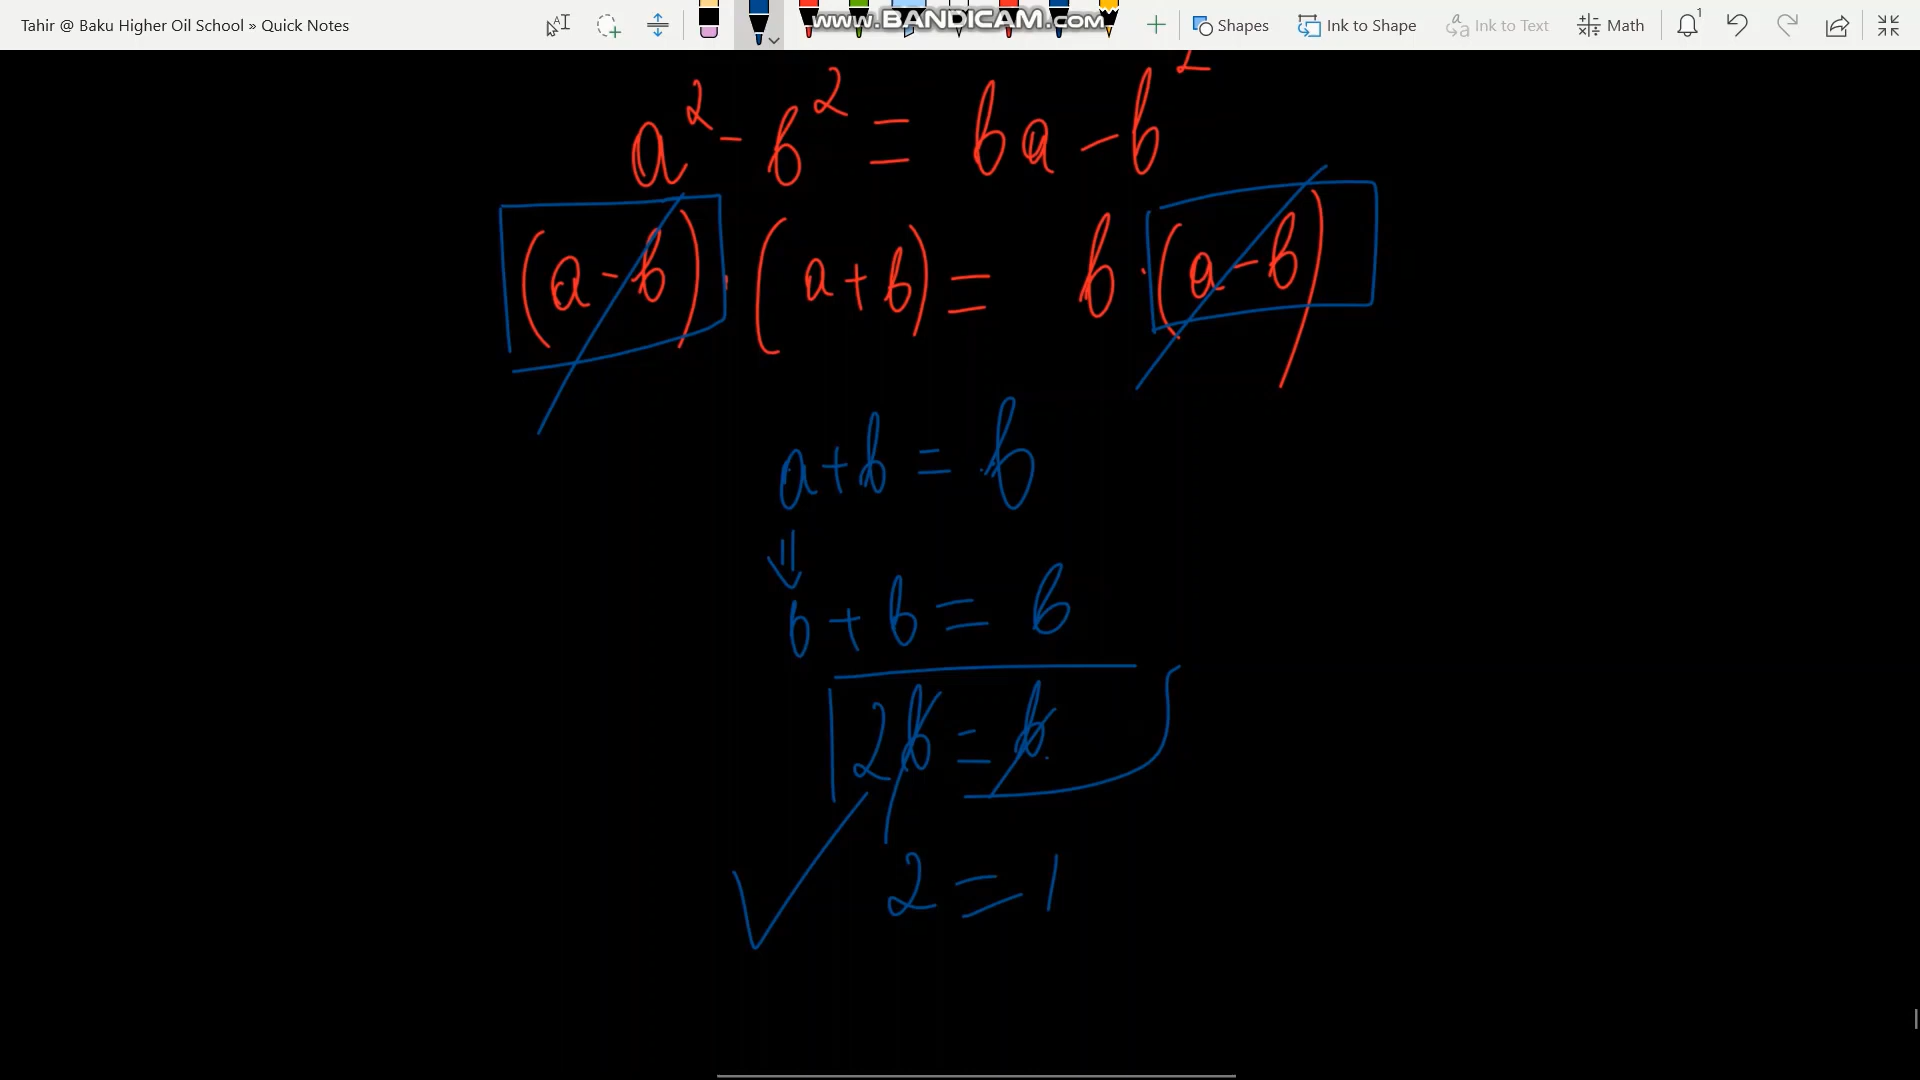 Tahir @ Baku Higher Oil School » Quick Notes
www.BANDICAM.com
Shapes
Ink to Shape
Ink to Text
Math
1
a² - b² = ba - b²
(a - b) · (a + b) = b · (a - b)
a + b = b
⇓
b + b = b
2b = b
2 = 1